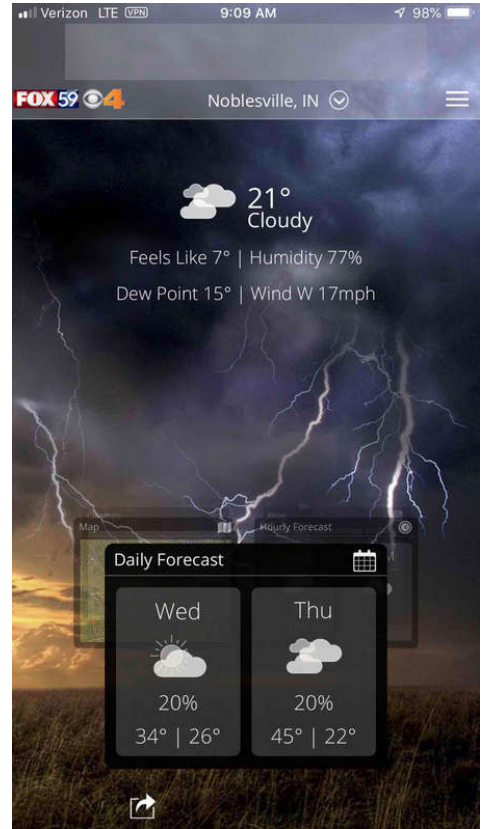 Verizon LTE VPN 9:09 AM 98%
FOX 59 4 Noblesville, IN
21°
Cloudy
Feels Like 7° | Humidity 77%
Dew Point 15° | Wind W 17mph
Map Hourly Forecast
Daily Forecast
Wed Thu
20% 20%
34° | 26° 45° | 22°